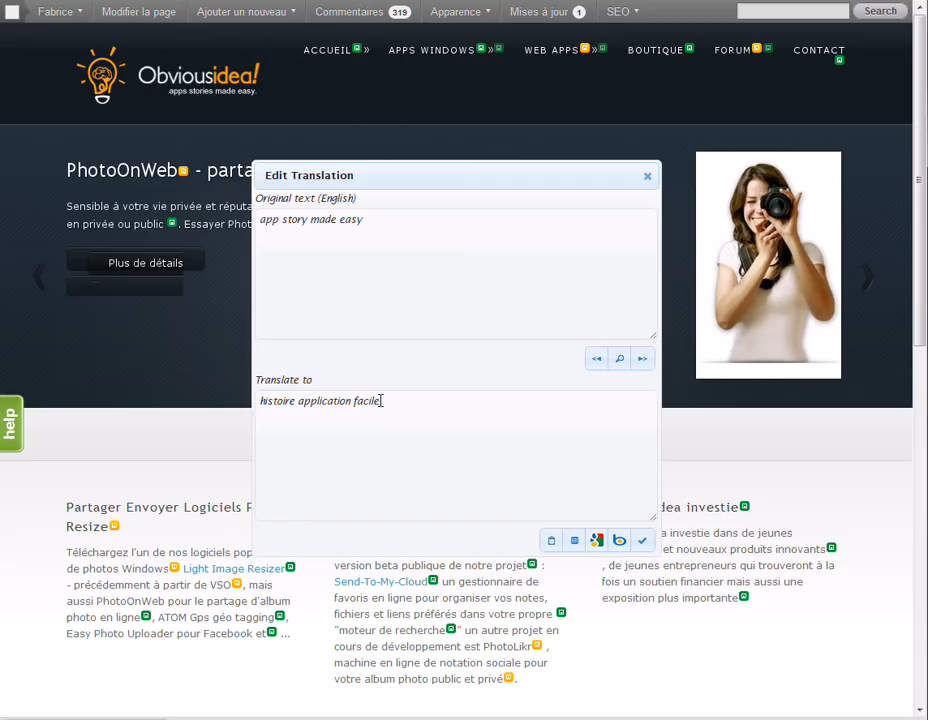 Fabrice Modifier la page Ajouter un nouveau Commentaires 319 Apparence Mises à jour 1 SEO Search
ACCUEIL » APPS WINDOWS » WEB APPS » BOUTIQUE FORUM CONTACT
Obviousidea!
apps stories made easy.
PhotoOnWeb - parta
Sensible à votre vie privée et réputa
en privée ou public . Essayer Phot
Plus de détails
Edit Translation
Original text (English)
app story made easy
Translate to
histoire application facile
help
Partager Envoyer Logiciels P
Resize
Téléchargez l'un de nos logiciels pop
de photos Windows Light Image Resizer
- précédemment à partir de VSO , mais
aussi PhotoOnWeb pour le partage d'album
photo en ligne , ATOM Gps géo tagging ,
Easy Photo Uploader pour Facebook et ...
version beta publique de notre projet :
Send-To-My-Cloud un gestionnaire de
favoris en ligne pour organiser vos notes,
fichiers et liens préférés dans votre propre
"moteur de recherche " un autre projet en
cours de développement est PhotoLikr ,
machine en ligne de notation sociale pour
votre album photo public et privé .
dea investie
a investie dans de jeunes
et nouveaux produits innovants
, de jeunes entrepreneurs qui trouveront à la
fois un soutien financier mais aussi une
exposition plus importante